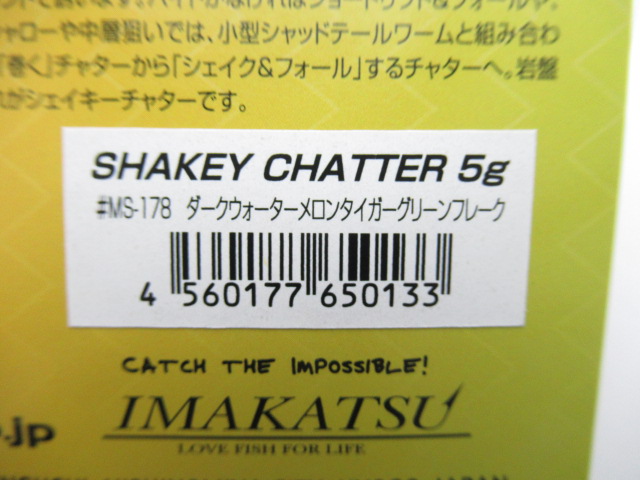 ャローや中層狙いでは、小型シャッドテールワームと組み合わ
「巻く」チャターから「シェイク&フォール」するチャターへ。岩盤
がシェイキーチャターです。
SHAKEY CHATTER 5g
#MS-178 ダークウォーターメロンタイガーグリーンフレーク
4 560177 650133
CATCH THE IMPOSSIBLE!
IMAKATSU
.jp
LOVE FISH FOR LIFE